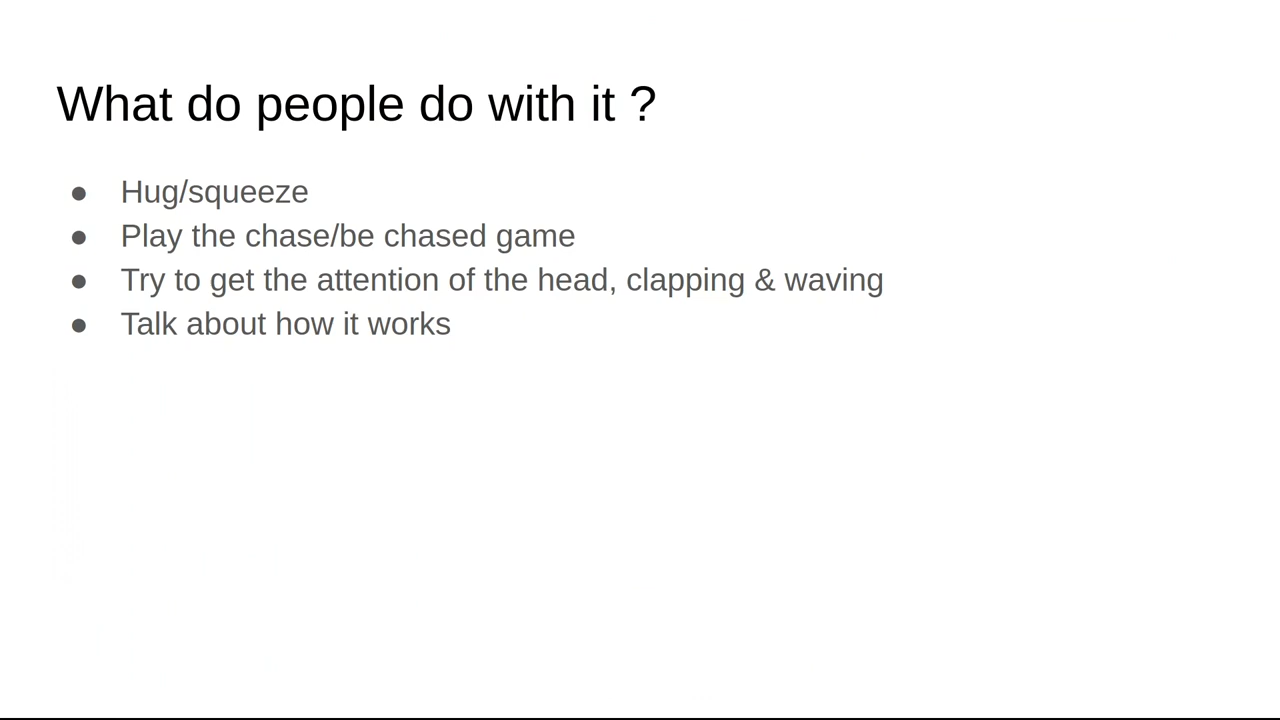 What do people do with it ?
● Hug/squeeze
● Play the chase/be chased game
● Try to get the attention of the head, clapping & waving
● Talk about how it works